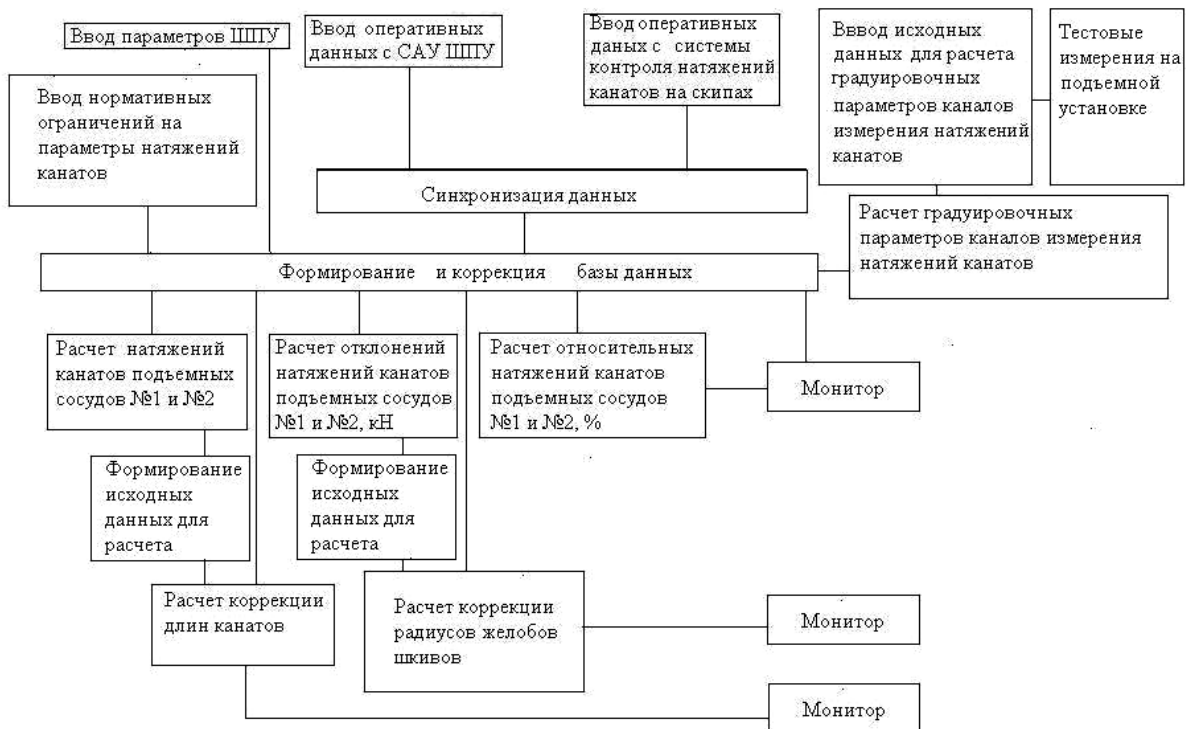 Ввод параметров ШПТУ
Ввод оперативных
данных с САУ ШПТУ
Ввод оперативных
даных с системы
контроля натяжений
канатов на скипах
Вввод исходных
данных для расчета
градуировочных
параметров каналов
измерения натяжений
канатов
Тестовые
измерения на
подъемной
установке
Ввод нормативных
ограничений на
параметры натяжений
канатов
Синхронизация данных
Расчет градуировочных
параметров каналов измерения
натяжений канатов
Формирование и коррекция базы данных
Расчет натяжений
канатов подъемных
сосудов №1 и №2
Расчет отклонений
натяжений канатов
подъемных сосудов
№1 и №2, кН
Расчет относительных
натяжений канатов
подъемных сосудов
№1 и №2, %
Монитор
Формирование
исходных
данных для
расчета
Формирование
исходных
данных для
расчета
Расчет коррекции
длин канатов
Расчет коррекции
радиусов желобов
шкивов
Монитор
Монитор